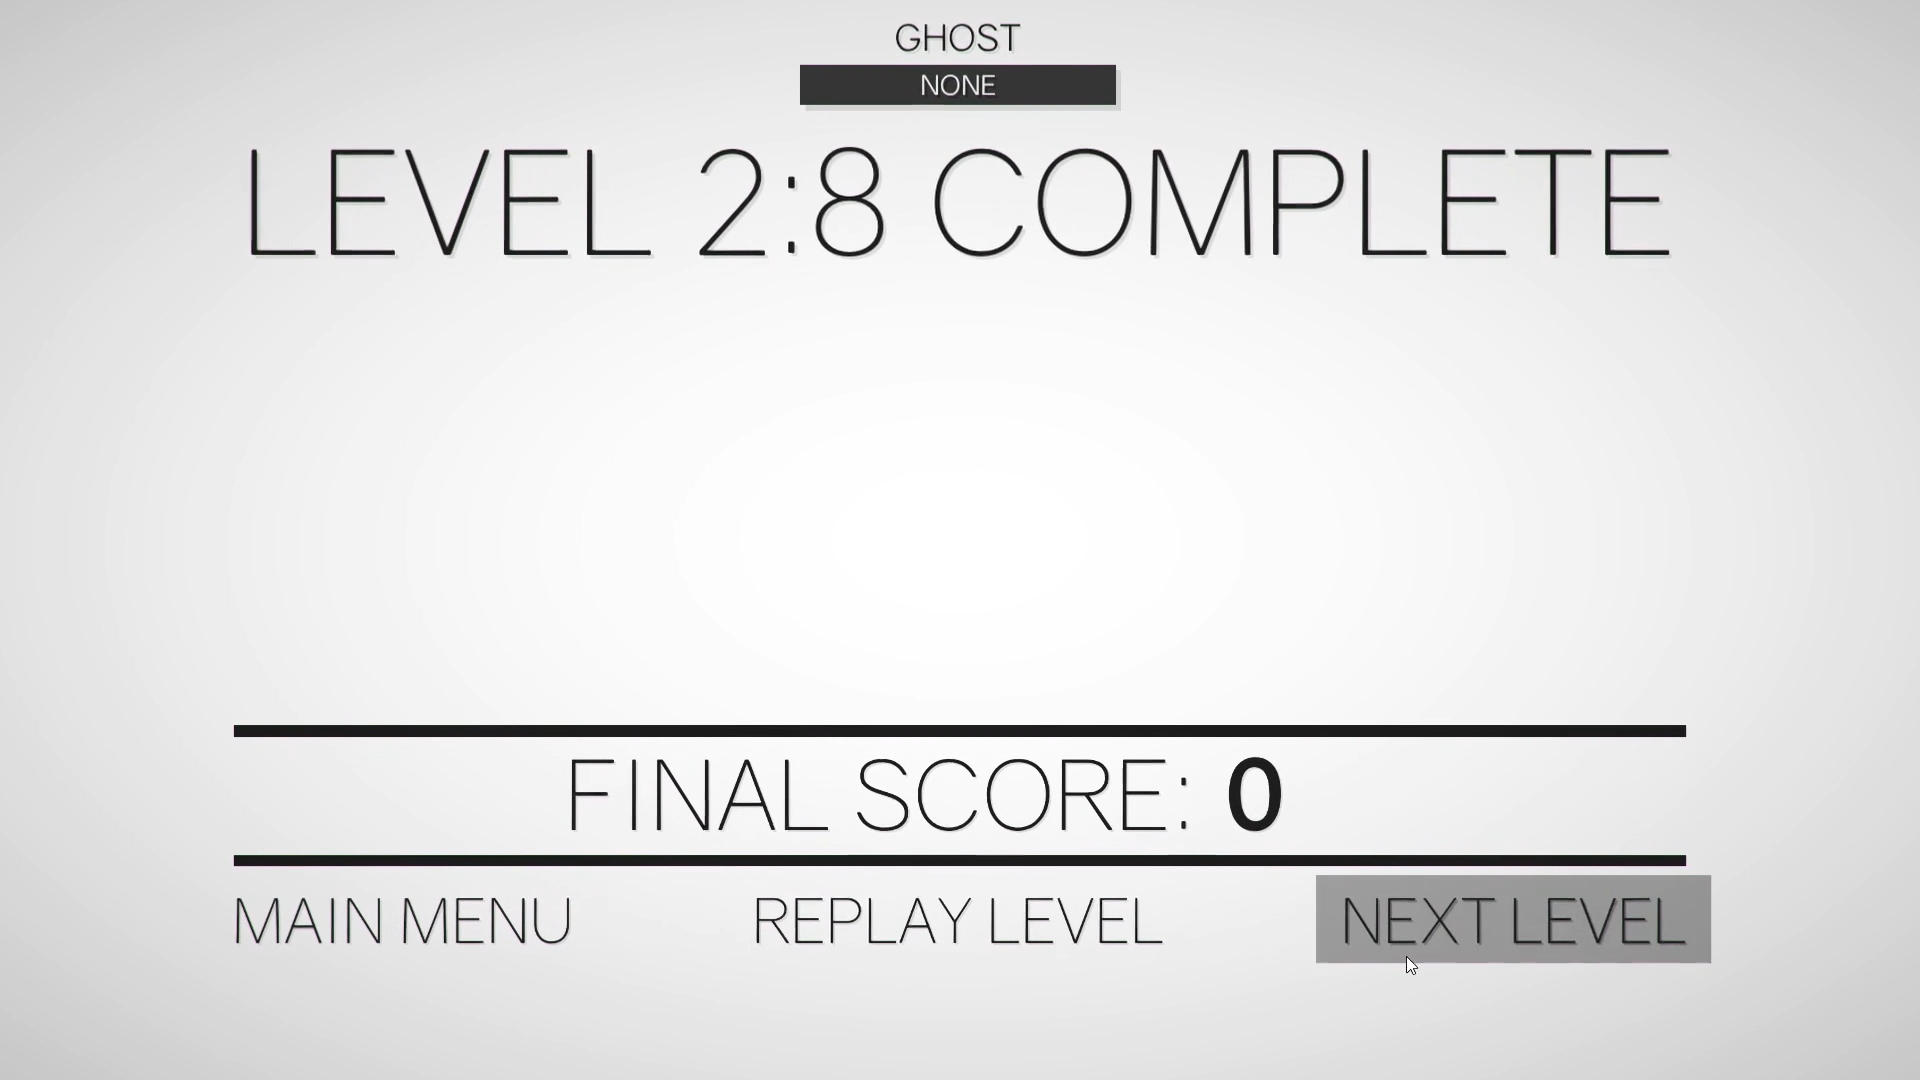 GHOST
NONE
LEVEL 2:8 COMPLETE
FINAL SCORE: 0
MAIN MENU REPLAY LEVEL NEXT LEVEL